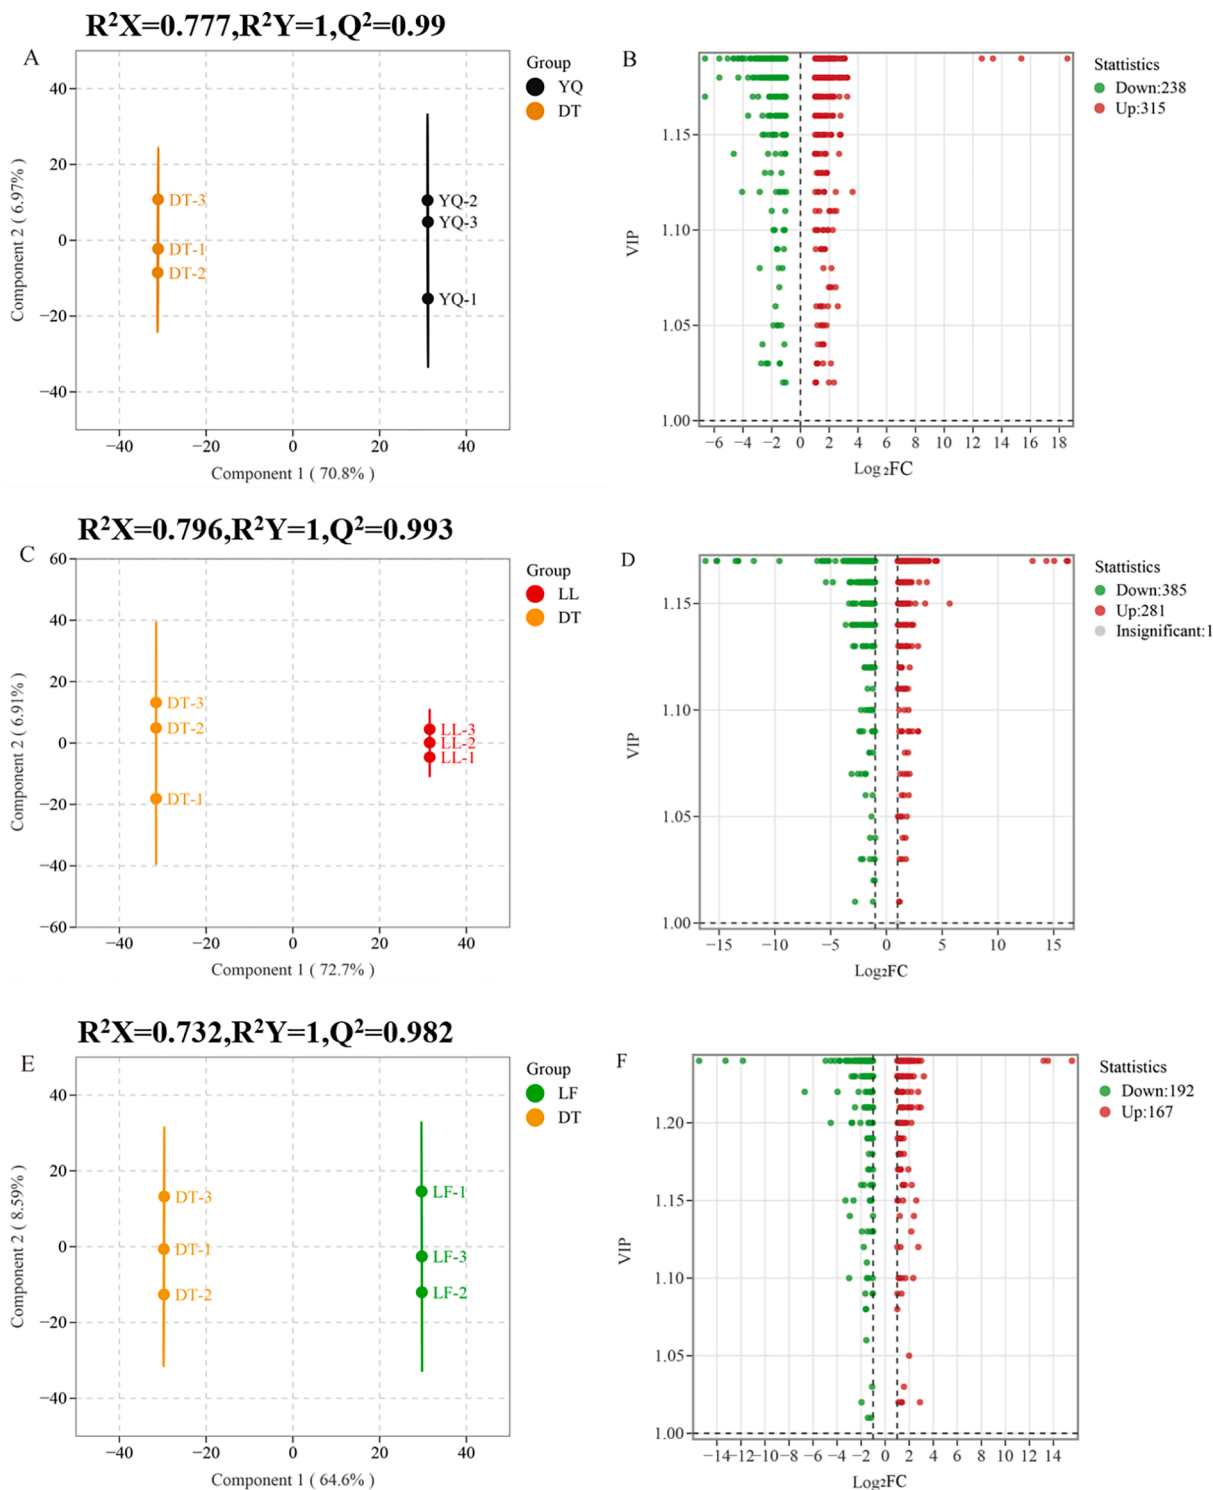 R²X=0.777,R²Y=1,Q²=0.99
A
Group
YQ
DT
40
20
0
−20
−40
Component 2 ( 6.97% )
DT-3
DT-1
DT-2
YQ-2
YQ-3
YQ-1
−40 −20 0 20 40
Component 1 ( 70.8% )
B
Stattistics
Down:238
Up:315
1.15
1.10
1.05
1.00
VIP
−6 −4 −2 0 2 4 6 8 10 12 14 16 18
Log₂FC
R²X=0.796,R²Y=1,Q²=0.993
C
Group
LL
DT
60
40
20
0
−20
−40
−60
Component 2 ( 6.91% )
DT-3
DT-2
DT-1
LL-3
LL-2
LL-1
−40 −20 0 20 40
Component 1 ( 72.7% )
D
Stattistics
Down:385
Up:281
Insignificant:1
1.15
1.10
1.05
1.00
VIP
−15 −10 −5 0 5 10 15
Log₂FC
R²X=0.732,R²Y=1,Q²=0.982
E
Group
LF
DT
40
20
0
−20
−40
Component 2 ( 8.59% )
DT-3
DT-1
DT-2
LF-1
LF-3
LF-2
−40 −20 0 20 40
Component 1 ( 64.6% )
F
Stattistics
Down:192
Up:167
1.20
1.15
1.10
1.05
1.00
VIP
−14 −12 −10 −8 −6 −4 −2 0 2 4 6 8 10 12 14
Log₂FC